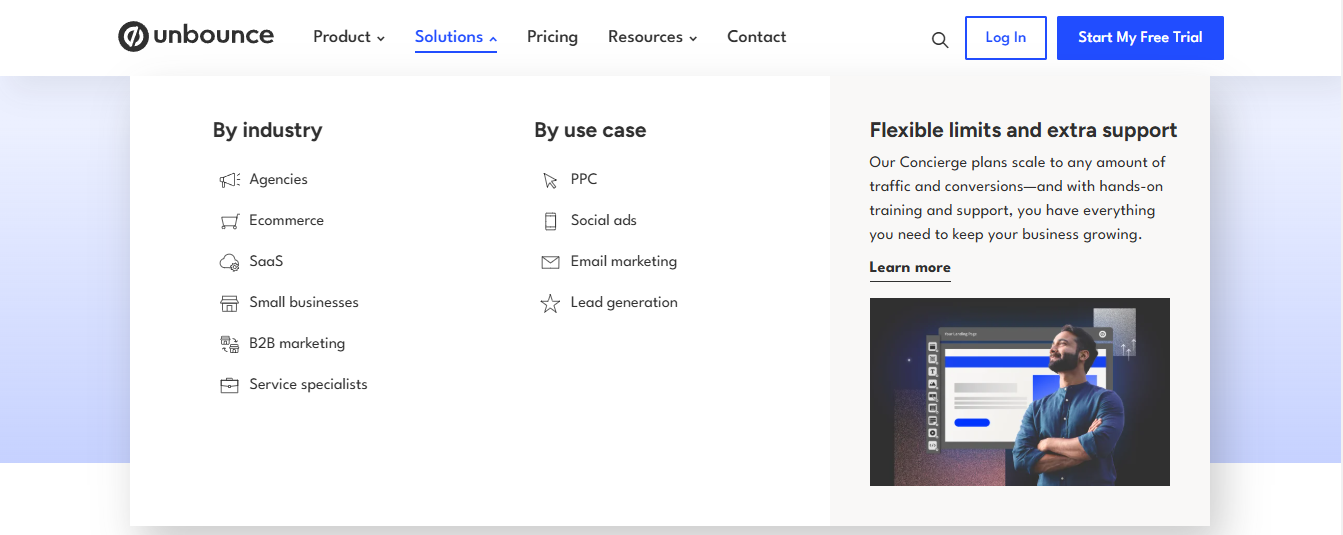 unbounce
Product
Solutions
Pricing
Resources
Contact
Log In
Start My Free Trial
By industry
Agencies
Ecommerce
SaaS
Small businesses
B2B marketing
Service specialists
By use case
PPC
Social ads
Email marketing
Lead generation
Flexible limits and extra support
Our Concierge plans scale to any amount of
traffic and conversions—and with hands-on
training and support, you have everything
you need to keep your business growing.
Learn more
Your Landing Page